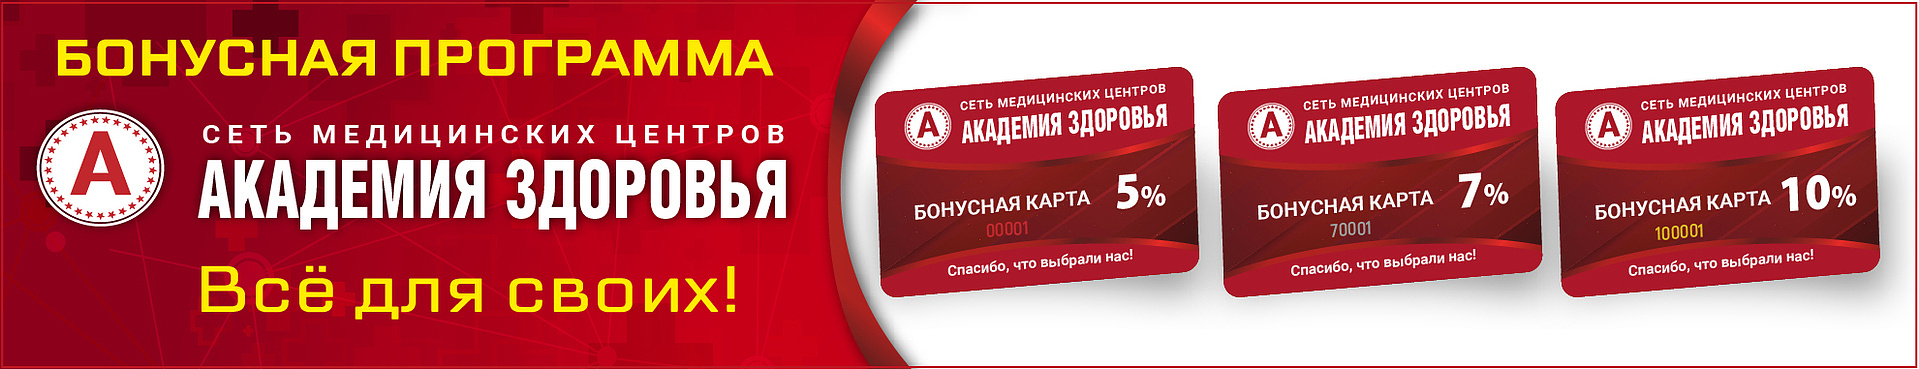 БОНУСНАЯ ПРОГРАММА
А
СЕТЬ МЕДИЦИНСКИХ ЦЕНТРОВ
АКАДЕМИЯ ЗДОРОВЬЯ
Всё для своих!
А
СЕТЬ МЕДИЦИНСКИХ ЦЕНТРОВ
АКАДЕМИЯ ЗДОРОВЬЯ
БОНУСНАЯ КАРТА 5%
00001
Спасибо, что выбрали нас!
А
СЕТЬ МЕДИЦИНСКИХ ЦЕНТРОВ
АКАДЕМИЯ ЗДОРОВЬЯ
БОНУСНАЯ КАРТА 7%
70001
Спасибо, что выбрали нас!
А
СЕТЬ МЕДИЦИНСКИХ ЦЕНТРОВ
АКАДЕМИЯ ЗДОРОВЬЯ
БОНУСНАЯ КАРТА 10%
100001
Спасибо, что выбрали нас!